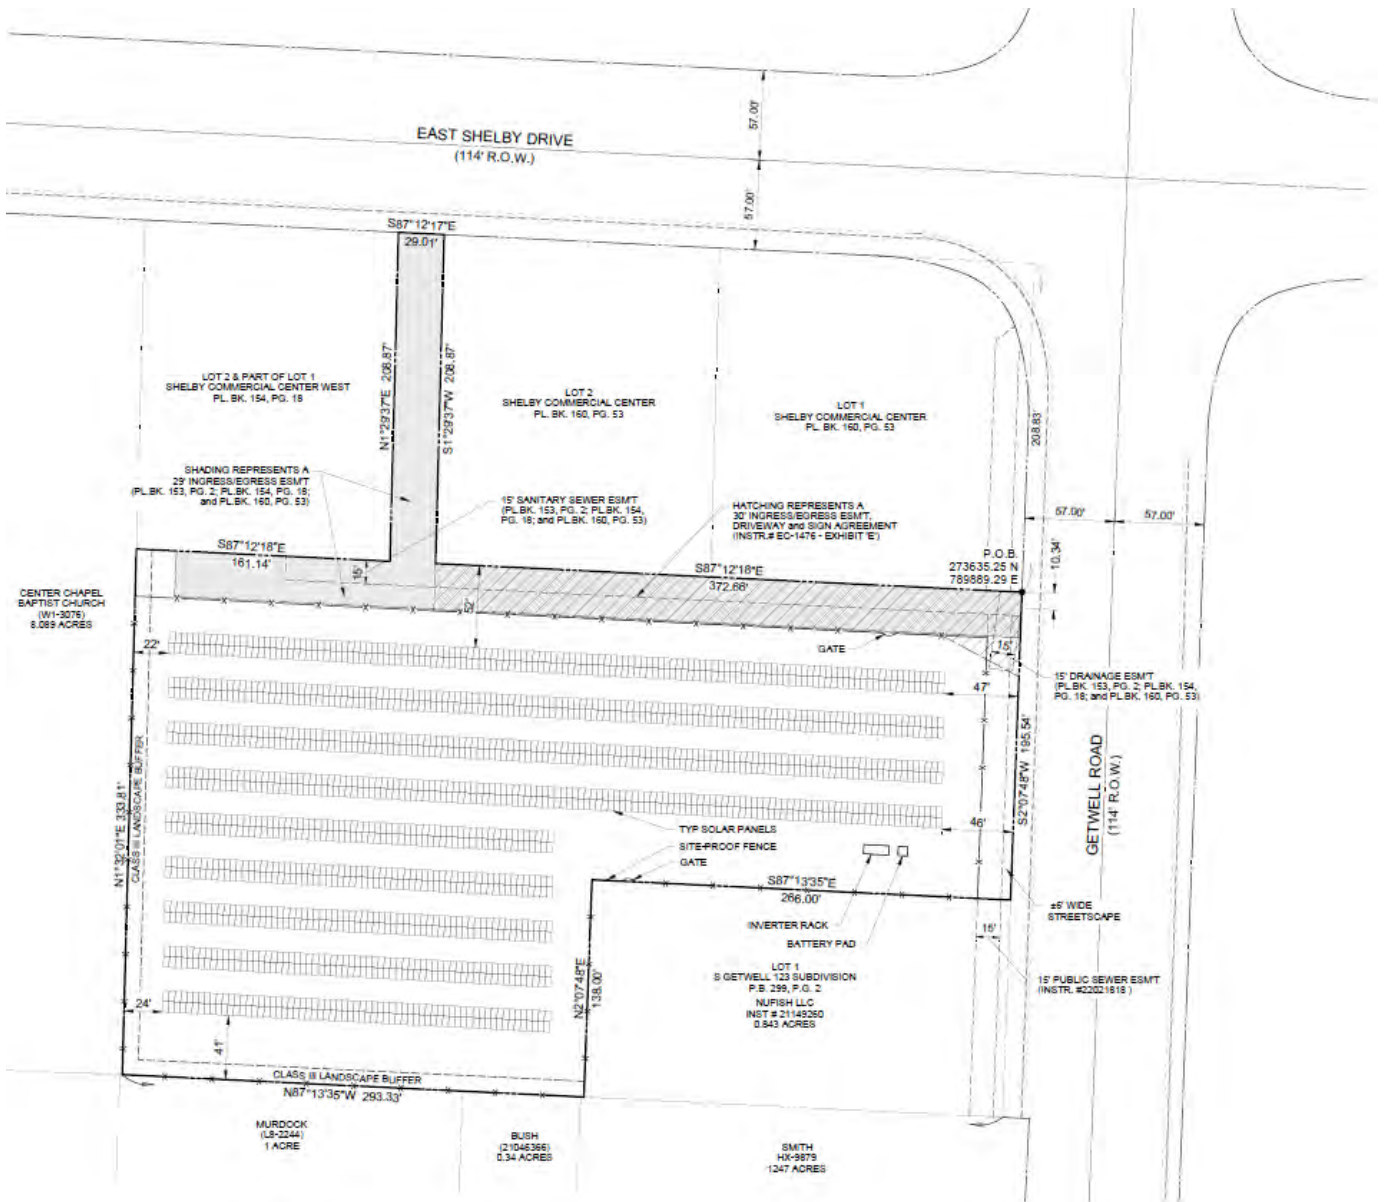 57.00'
EAST SHELBY DRIVE
(114' R.O.W.)
57.00'
S87°12'17"E
29.01'
N1°29'37"E 208.87'
S1°29'37"W 208.87'
LOT 2 & PART OF LOT 1
SHELBY COMMERCIAL CENTER WEST
PL. BK. 154, PG. 18
LOT 2
SHELBY COMMERCIAL CENTER
PL. BK. 160, PG. 53
LOT 1
SHELBY COMMERCIAL CENTER
PL. BK. 160, PG. 53
208.83'
SHADING REPRESENTS A
29' INGRESS/EGRESS ESM'T
(PL.BK. 153, PG. 2; PL.BK. 154, PG. 18;
and PL.BK. 160, PG. 53)
15' SANITARY SEWER ESM'T
(PL.BK. 153, PG. 2; PL.BK. 154,
PG. 18; and PL.BK. 160, PG. 53)
HATCHING REPRESENTS A
30' INGRESS/EGRESS ESM'T,
DRIVEWAY and SIGN AGREEMENT
(INSTR.# EC-1476 - EXHIBIT 'E')
57.00'
57.00'
10.34'
P.O.B.
273635.25 N
789889.29 E
S87°12'18"E
161.14'
15'
S87°12'18"E
372.66'
52'
CENTER CHAPEL
BAPTIST CHURCH
(W1-3076)
8.089 ACRES
22'
GATE
15'
47'
15' DRAINAGE ESM'T
(PL.BK. 153, PG. 2; PL.BK. 154,
PG. 18; and PL.BK. 160, PG. 53)
S2°07'48"W 195.54'
GETWELL ROAD
(114' R.O.W.)
N1°32'01"E 333.81'
CLASS III LANDSCAPE BUFFER
TYP SOLAR PANELS
46'
SITE-PROOF FENCE
GATE
S87°13'35"E
266.00'
±6' WIDE
STREETSCAPE
INVERTER RACK
BATTERY PAD
16'
LOT 1
S GETWELL 123 SUBDIVISION
P.B. 299, P.G. 2
NUFISH LLC
INST # 21149260
0.843 ACRES
15' PUBLIC SEWER ESM'T
(INSTR. #22021818 )
N2°07'48"E
138.00'
24'
41'
CLASS III LANDSCAPE BUFFER
N87°13'35"W 293.33'
MURDOCK
(L8-2244)
1 ACRE
BUSH
(21046366)
0.34 ACRES
SMITH
HX-9879
1247 ACRES